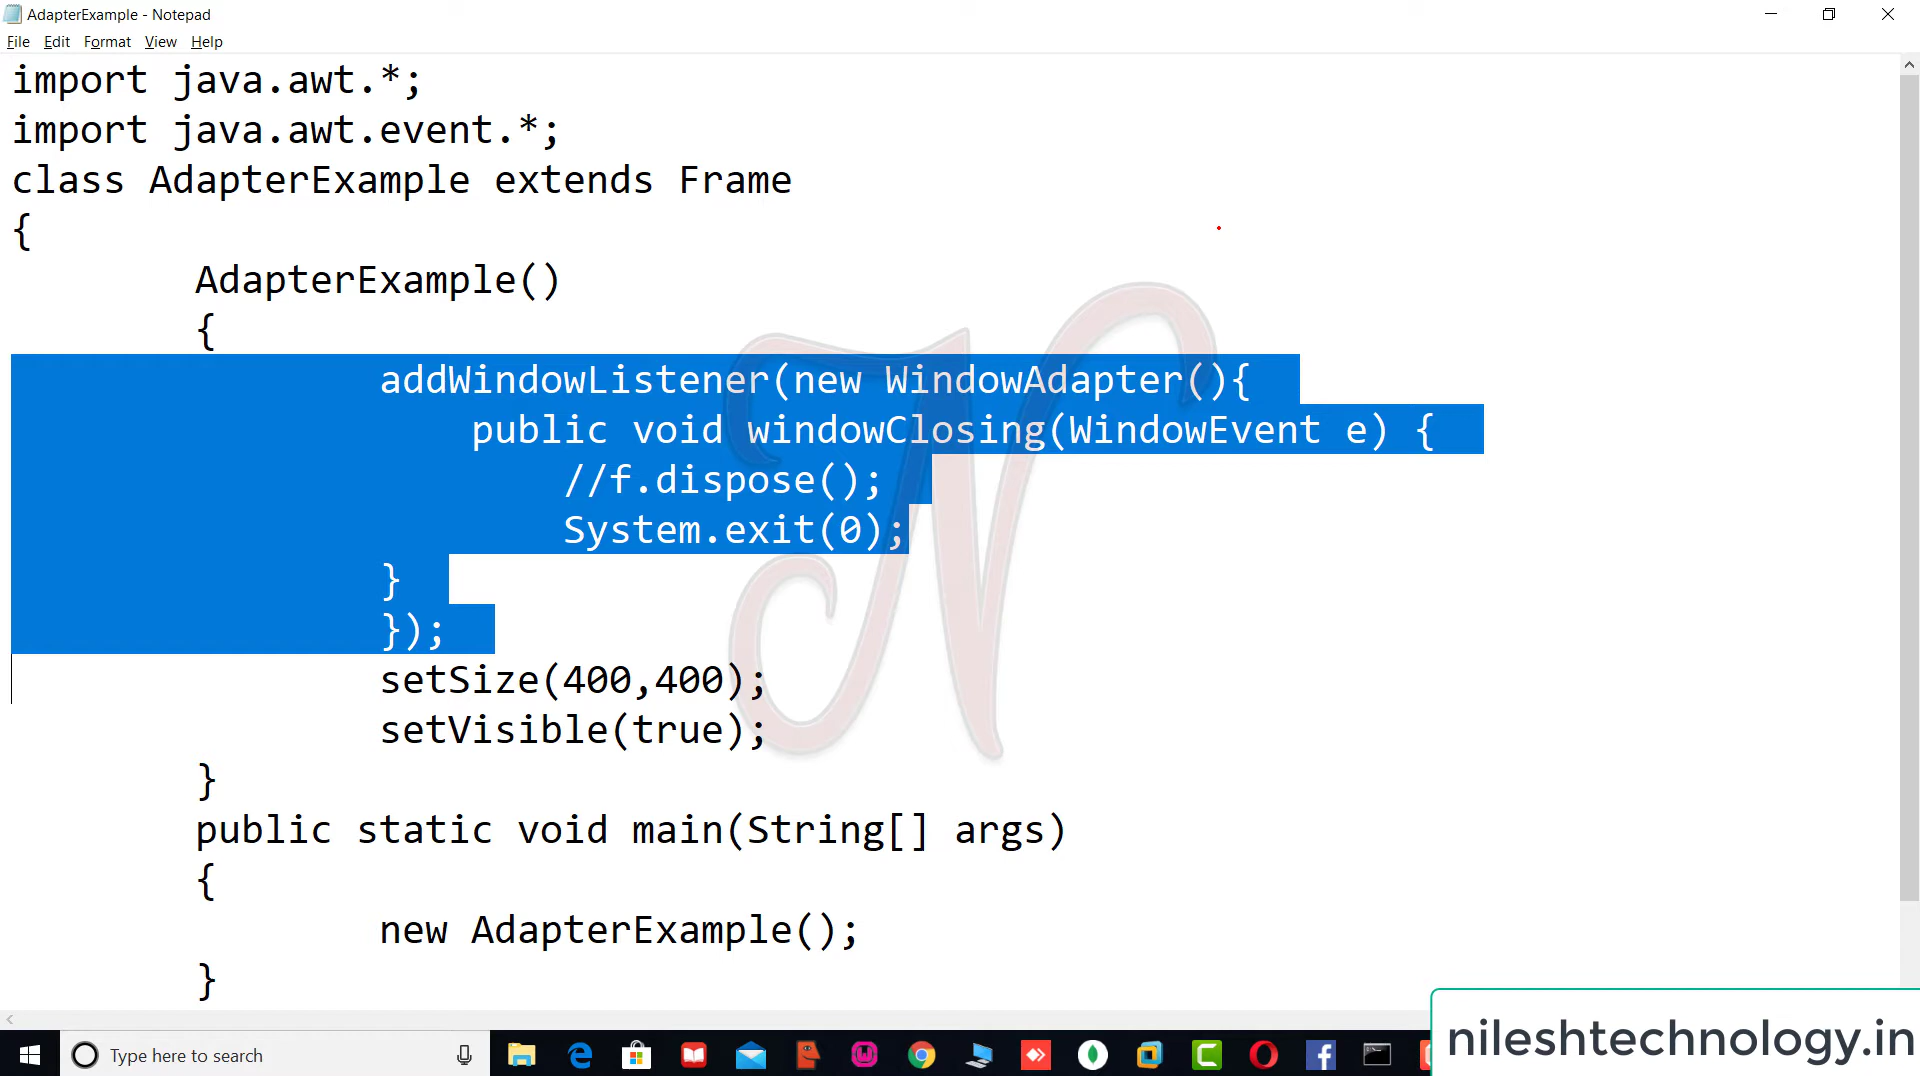 AdapterExample - Notepad
File Edit Format View Help
import java.awt.*;
import java.awt.event.*;
class AdapterExample extends Frame
{
AdapterExample()
{
addWindowListener(new WindowAdapter(){
public void windowClosing(WindowEvent e) {
//f.dispose();
System.exit(0);
}
});
setSize(400,400);
setVisible(true);
}
public static void main(String[] args)
{
new AdapterExample();
}
N
nileshtechnology.in
Type here to search